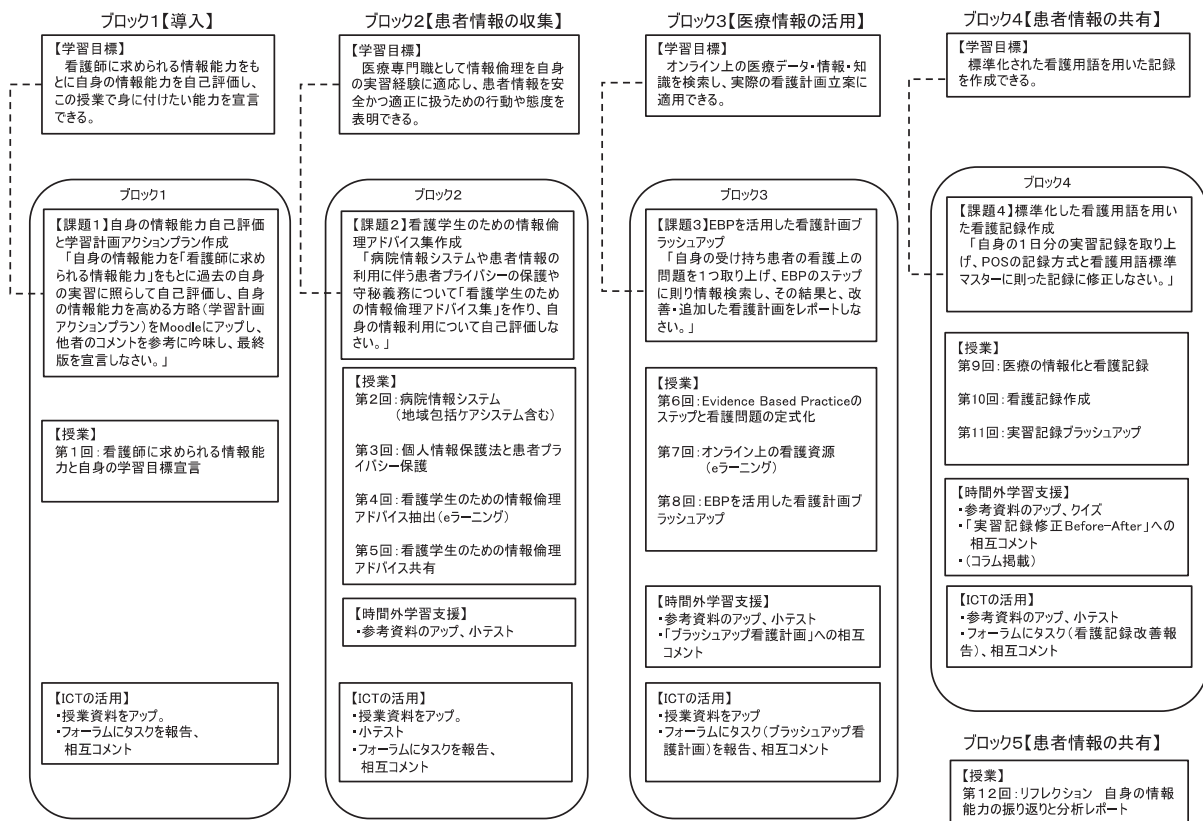 ブロック1【導入】
【学習目標】
看護師に求められる情報能力をも
とに自身の情報能力を自己評価し、
この授業で身に付けたい能力を宣言
できる。
ブロック1
【課題1】自身の情報能力自己評価
と学習計画アクションプラン作成
「自身の情報能力を「看護師に求め
られる情報能力」をもとに過去の自身
の実習に照らして自己評価し、自身
の情報能力を高める方略(学習計画
アクションプラン)をMoodleにアップし、
他者のコメントを参考に吟味し、最終
版を宣言しなさい。」
【授業】
第1回:看護師に求められる情報能
力と自身の学習目標宣言
【ICTの活用】
・授業資料をアップ。
・フォーラムにタスクを報告、
相互コメント
ブロック2【患者情報の収集】
【学習目標】
医療専門職として情報倫理を自身
の実習経験に適応し、患者情報を安
全かつ適正に扱うための行動や態度を
表明できる。
ブロック2
【課題2】看護学生のための情報倫
理アドバイス集作成
「病院情報システムや患者情報の
利用に伴う患者プライバシーの保護や
守秘義務について「看護学生のため
の情報倫理アドバイス集」を作り、自
身の情報利用について自己評価しな
さい。」
【授業】
第2回:病院情報システム
(地域包括ケアシステム含む)
第3回:個人情報保護法と患者プラ
イバシー保護
第4回:看護学生のための情報倫理
アドバイス抽出(eラーニング)
第5回:看護学生のための情報倫理
アドバイス共有
【時間外学習支援】
・参考資料のアップ、小テスト
【ICTの活用】
・授業資料をアップ。
・小テスト
・フォーラムにタスクを報告、
相互コメント
ブロック3【医療情報の活用】
【学習目標】
オンライン上の医療データ・情報・知
識を検索し、実際の看護計画立案に
適用できる。
ブロック3
【課題3】EBPを活用した看護計画ブ
ラッシュアップ
「自身の受け持ち患者の看護上の
問題を1つ取り上げ、EBPのステップ
に則り情報検索し、その結果と、改
善・追加した看護計画をレポートし
なさい。」
【授業】
第6回:Evidence Based Practiceの
ステップと看護問題の定式化
第7回:オンライン上の看護資源
(eラーニング)
第8回:EBPを活用した看護計画ブ
ラッシュアップ
【時間外学習支援】
・参考資料のアップ、小テスト
・「ブラッシュアップ看護計画」への相互
コメント
【ICTの活用】
・授業資料をアップ
・フォーラムにタスク(ブラッシュアップ看
護計画)を報告、相互コメント
ブロック4【患者情報の共有】
【学習目標】
標準化された看護用語を用いた記録
を作成できる。
ブロック4
【課題4】標準化した看護用語を用い
た看護記録作成
「自身の1日分の実習記録を取り上
げ、POSの記録方式と看護用語標準
マスターに則った記録に修正しなさい。」
【授業】
第9回:医療の情報化と看護記録
第10回:看護記録作成
第11回:実習記録ブラッシュアップ
【時間外学習支援】
・参考資料のアップ、クイズ
・「実習記録修正Before-After」への
相互コメント
・(コラム掲載)
【ICTの活用】
・参考資料のアップ、小テスト
・フォーラムにタスク(看護記録改善報
告)、相互コメント
ブロック5【患者情報の共有】
【授業】
第12回:リフレクション 自身の情報
能力の振り返りと分析レポート